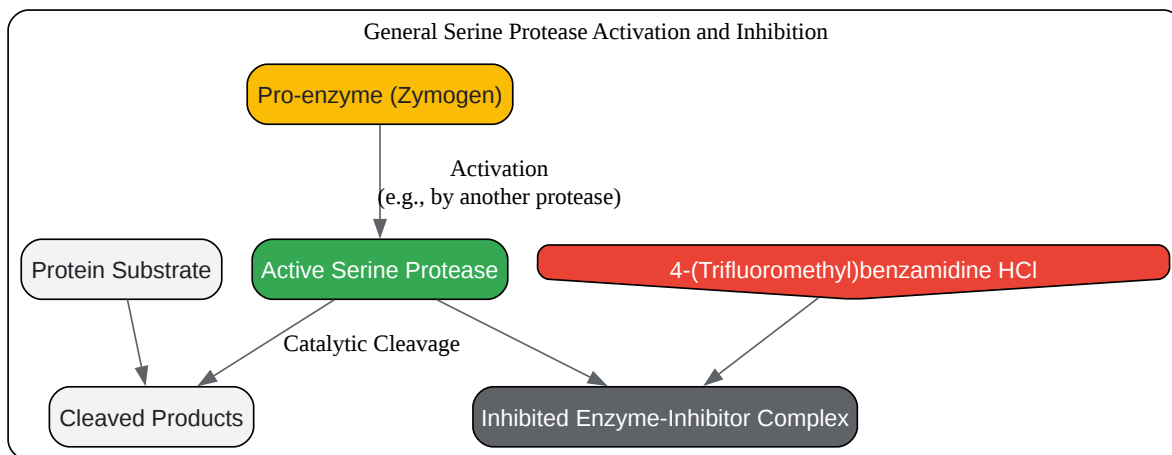 General Serine Protease Activation and Inhibition
Pro-enzyme (Zymogen)
Activation
(e.g., by another protease)
Protein Substrate
Active Serine Protease
4-(Trifluoromethyl)benzamidine HCl
Catalytic Cleavage
Cleaved Products
Inhibited Enzyme-Inhibitor Complex